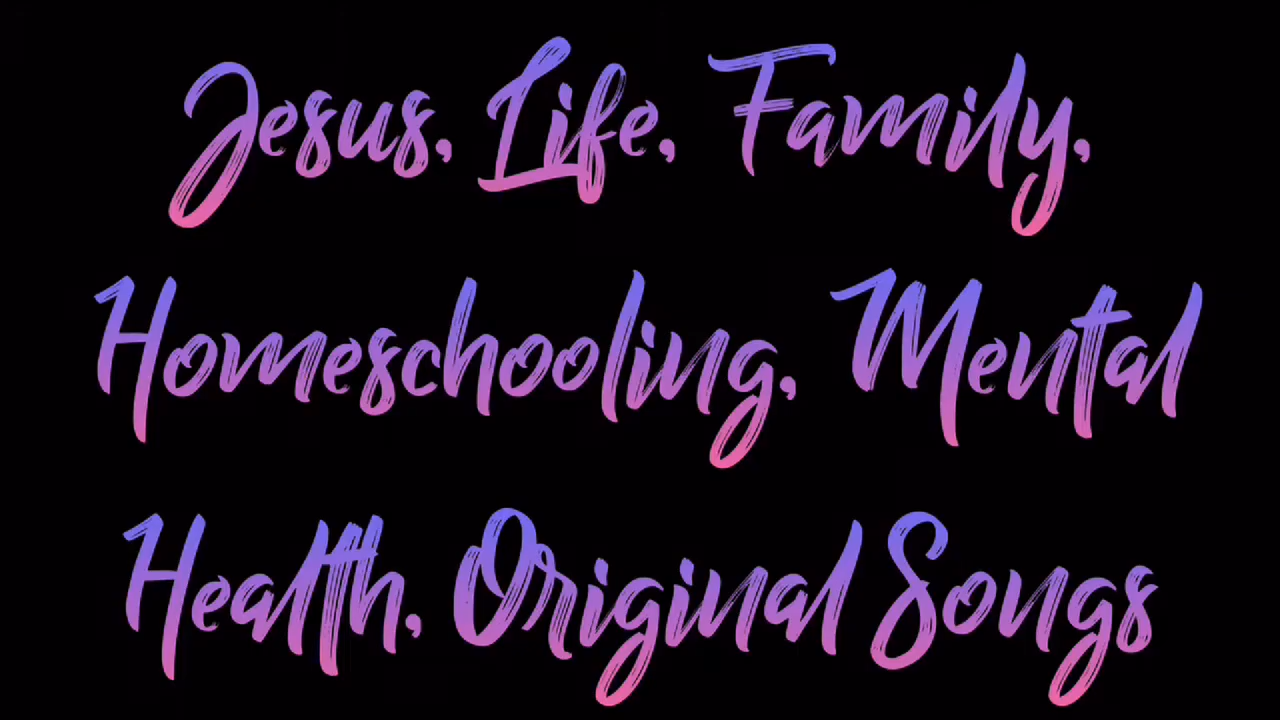 Jesus, Life, Family,
Homeschooling, Mental
Health, Original Songs